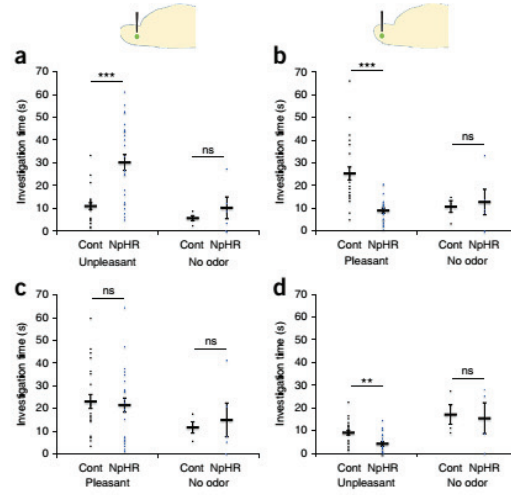 a
Investigation time (s)
70
60
50
40
30
20
10
0
***
ns
Cont NpHR Cont NpHR
Unpleasant No odor
b
Investigation time (s)
70
60
50
40
30
20
10
0
***
ns
Cont NpHR Cont NpHR
Pleasant No odor
c
Investigation time (s)
70
60
50
40
30
20
10
0
ns
ns
Cont NpHR Cont NpHR
Pleasant No odor
d
Investigation time (s)
70
60
50
40
30
20
10
0
**
ns
Cont NpHR Cont NpHR
Unpleasant No odor